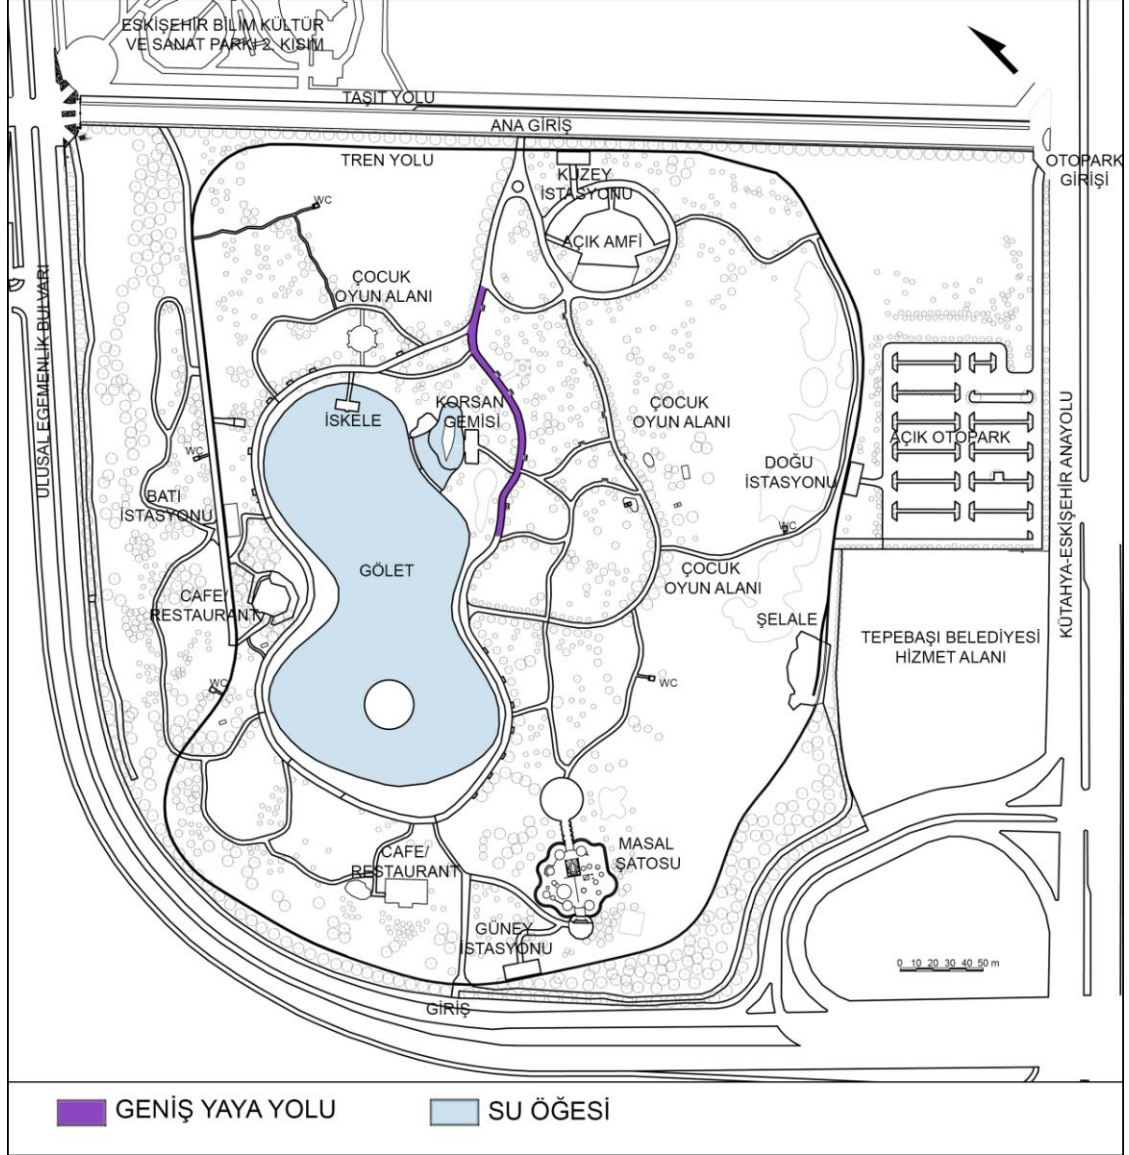 ESKİŞEHİR BİLİM KÜLTÜR
VE SANAT PARKI 2. KISIM
TAŞIT YOLU
ANA GİRİŞ
TREN YOLU
OTOPARK
GİRİŞİ
KUZEY
İSTASYONU
WC
AÇIK AMFİ
ÇOCUK
OYUN ALANI
ULUSAL EGEMENLİK BULVARI
İSKELE
KORSAN
GEMİSİ
ÇOCUK
OYUN ALANI
AÇIK OTOPARK
KÜTAHYA-ESKİŞEHİR ANAYOLU
WC
DOĞU
İSTASYONU
BATI
İSTASYONU
WC
GÖLET
ÇOCUK
OYUN ALANI
CAFE/
RESTAURANT
ŞELALE
TEPEBAŞI BELEDİYESİ
HİZMET ALANI
WC
WC
MASAL
ŞATOSU
CAFE/
RESTAURANT
GÜNEY
İSTASYONU
0 10 20 30 40 50 m
GİRİŞ
GENİŞ YAYA YOLU
SU ÖĞESİ